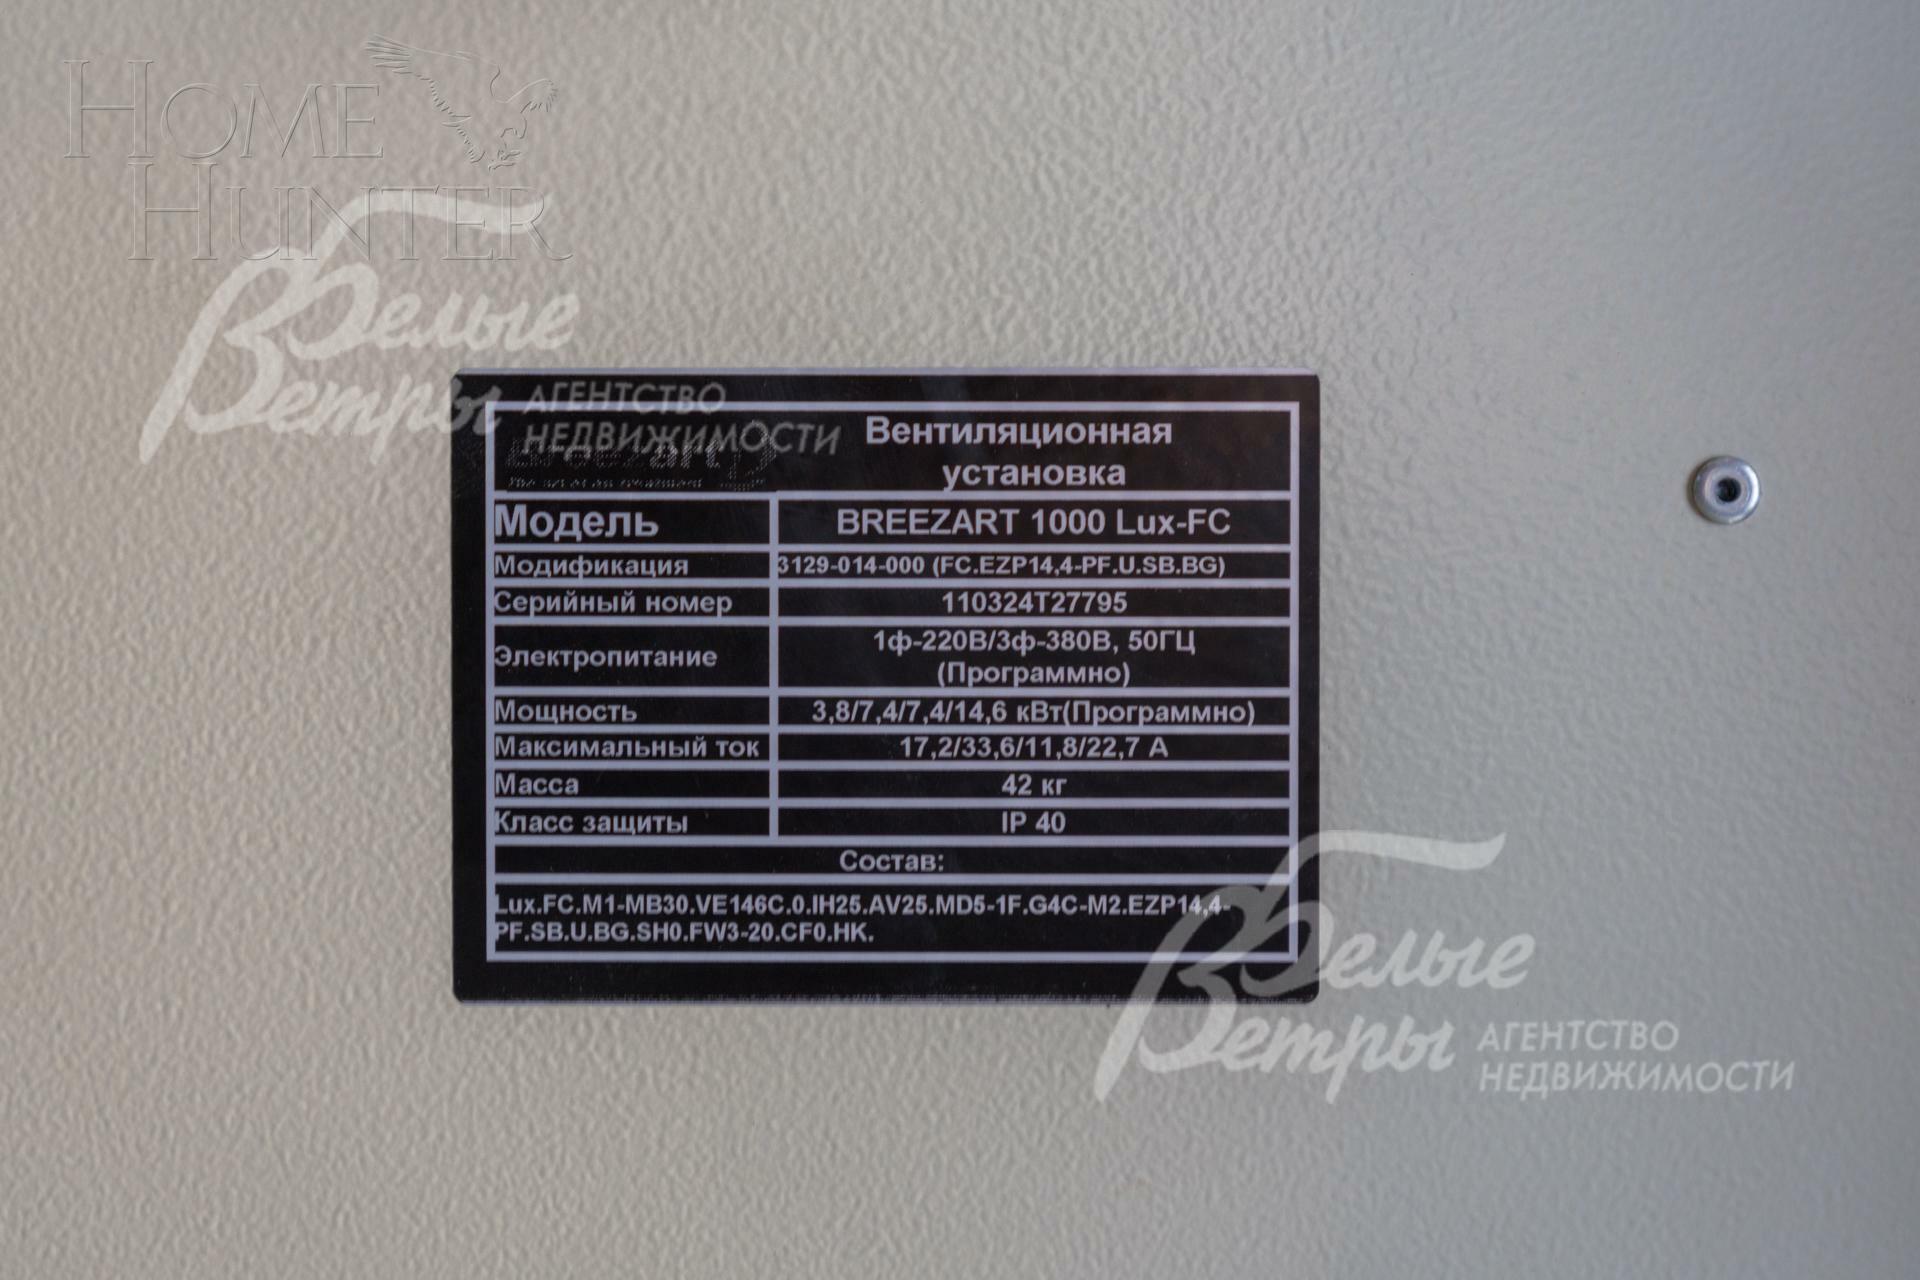 HOME
HUNTER
Белые
Ветры АГЕНТСТВО
НЕДВИЖИМОСТИ
Вентиляционная
установка
Модель BREEZART 1000 Lux-FC
Модификация 3129-014-000 (FC.EZP14,4-PF.U.SB.BG)
Серийный номер 110324T27795
Электропитание 1ф-220В/3ф-380В, 50ГЦ
(Программно)
Мощность 3,8/7,4/7,4/14,6 кВт(Программно)
Максимальный ток 17,2/33,6/11,8/22,7 А
Масса 42 кг
Класс защиты IP 40
Состав:
Lux.FC.M1-MB30.VE146C.0.IH25.AV25.MD5-1F.G4C-M2.EZP14,4-
PF.SB.U.BG.SH0.FW3-20.CF0.HK.
Белые
Ветры АГЕНТСТВО
НЕДВИЖИМОСТИ